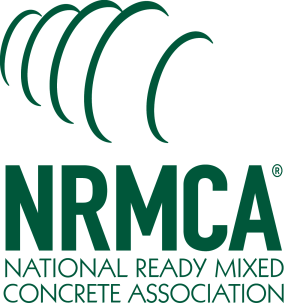 NRMCA®
NATIONAL READY MIXED
CONCRETE ASSOCIATION